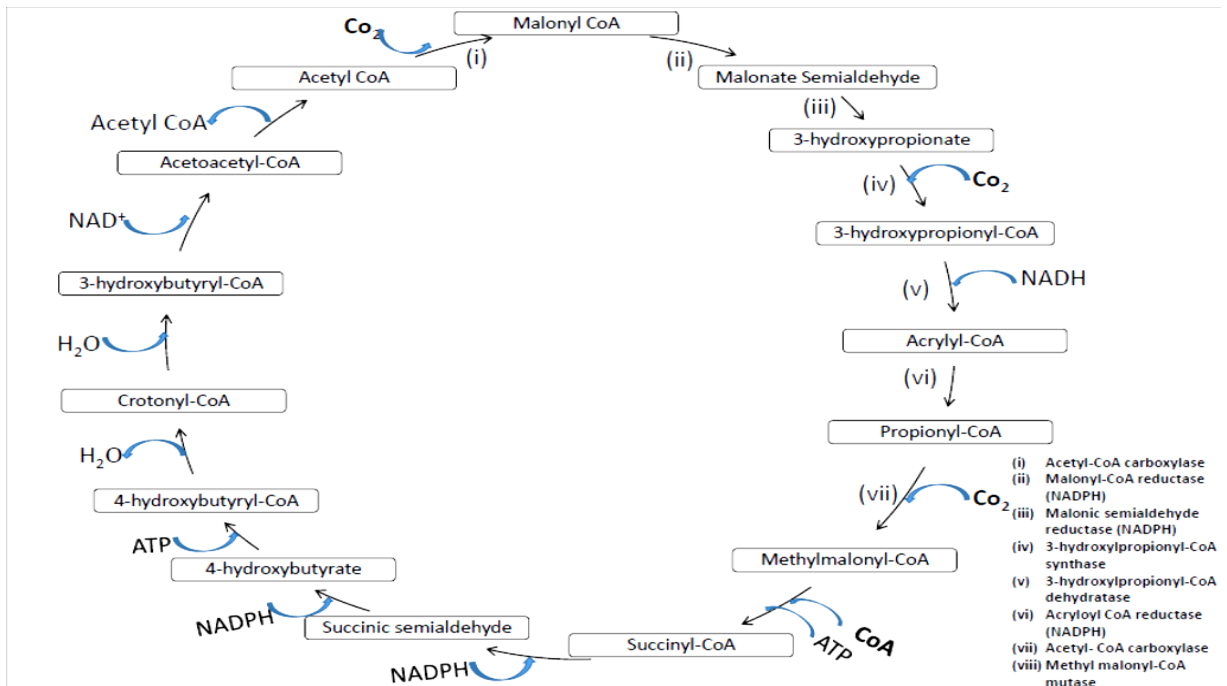 Co₂
Malonyl CoA
(i)
(ii)
Acetyl CoA
Malonate Semialdehyde
(iii)
Acetyl CoA
3-hydroxypropionate
Acetoacetyl-CoA
(iv)
Co₂
NAD⁺
3-hydroxypropionyl-CoA
3-hydroxybutyryl-CoA
(v)
NADH
H₂O
Acrylyl-CoA
(vi)
Crotonyl-CoA
Propionyl-CoA
H₂O
(vii)
Co₂
4-hydroxybutyryl-CoA
ATP
Methylmalonyl-CoA
4-hydroxybutyrate
NADPH
Succinic semialdehyde
Succinyl-CoA
ATP
CoA
NADPH
(i) Acetyl-CoA carboxylase
(ii) Malonyl-CoA reductase
(NADPH)
(iii) Malonic semialdehyde
reductase (NADPH)
(iv) 3-hydroxylpropionyl-CoA
synthase
(v) 3-hydroxylpropionyl-CoA
dehydratase
(vi) Acryloyl CoA reductase
(NADPH)
(vii) Acetyl- CoA carboxylase
(viii) Methyl malonyl-CoA
mutase